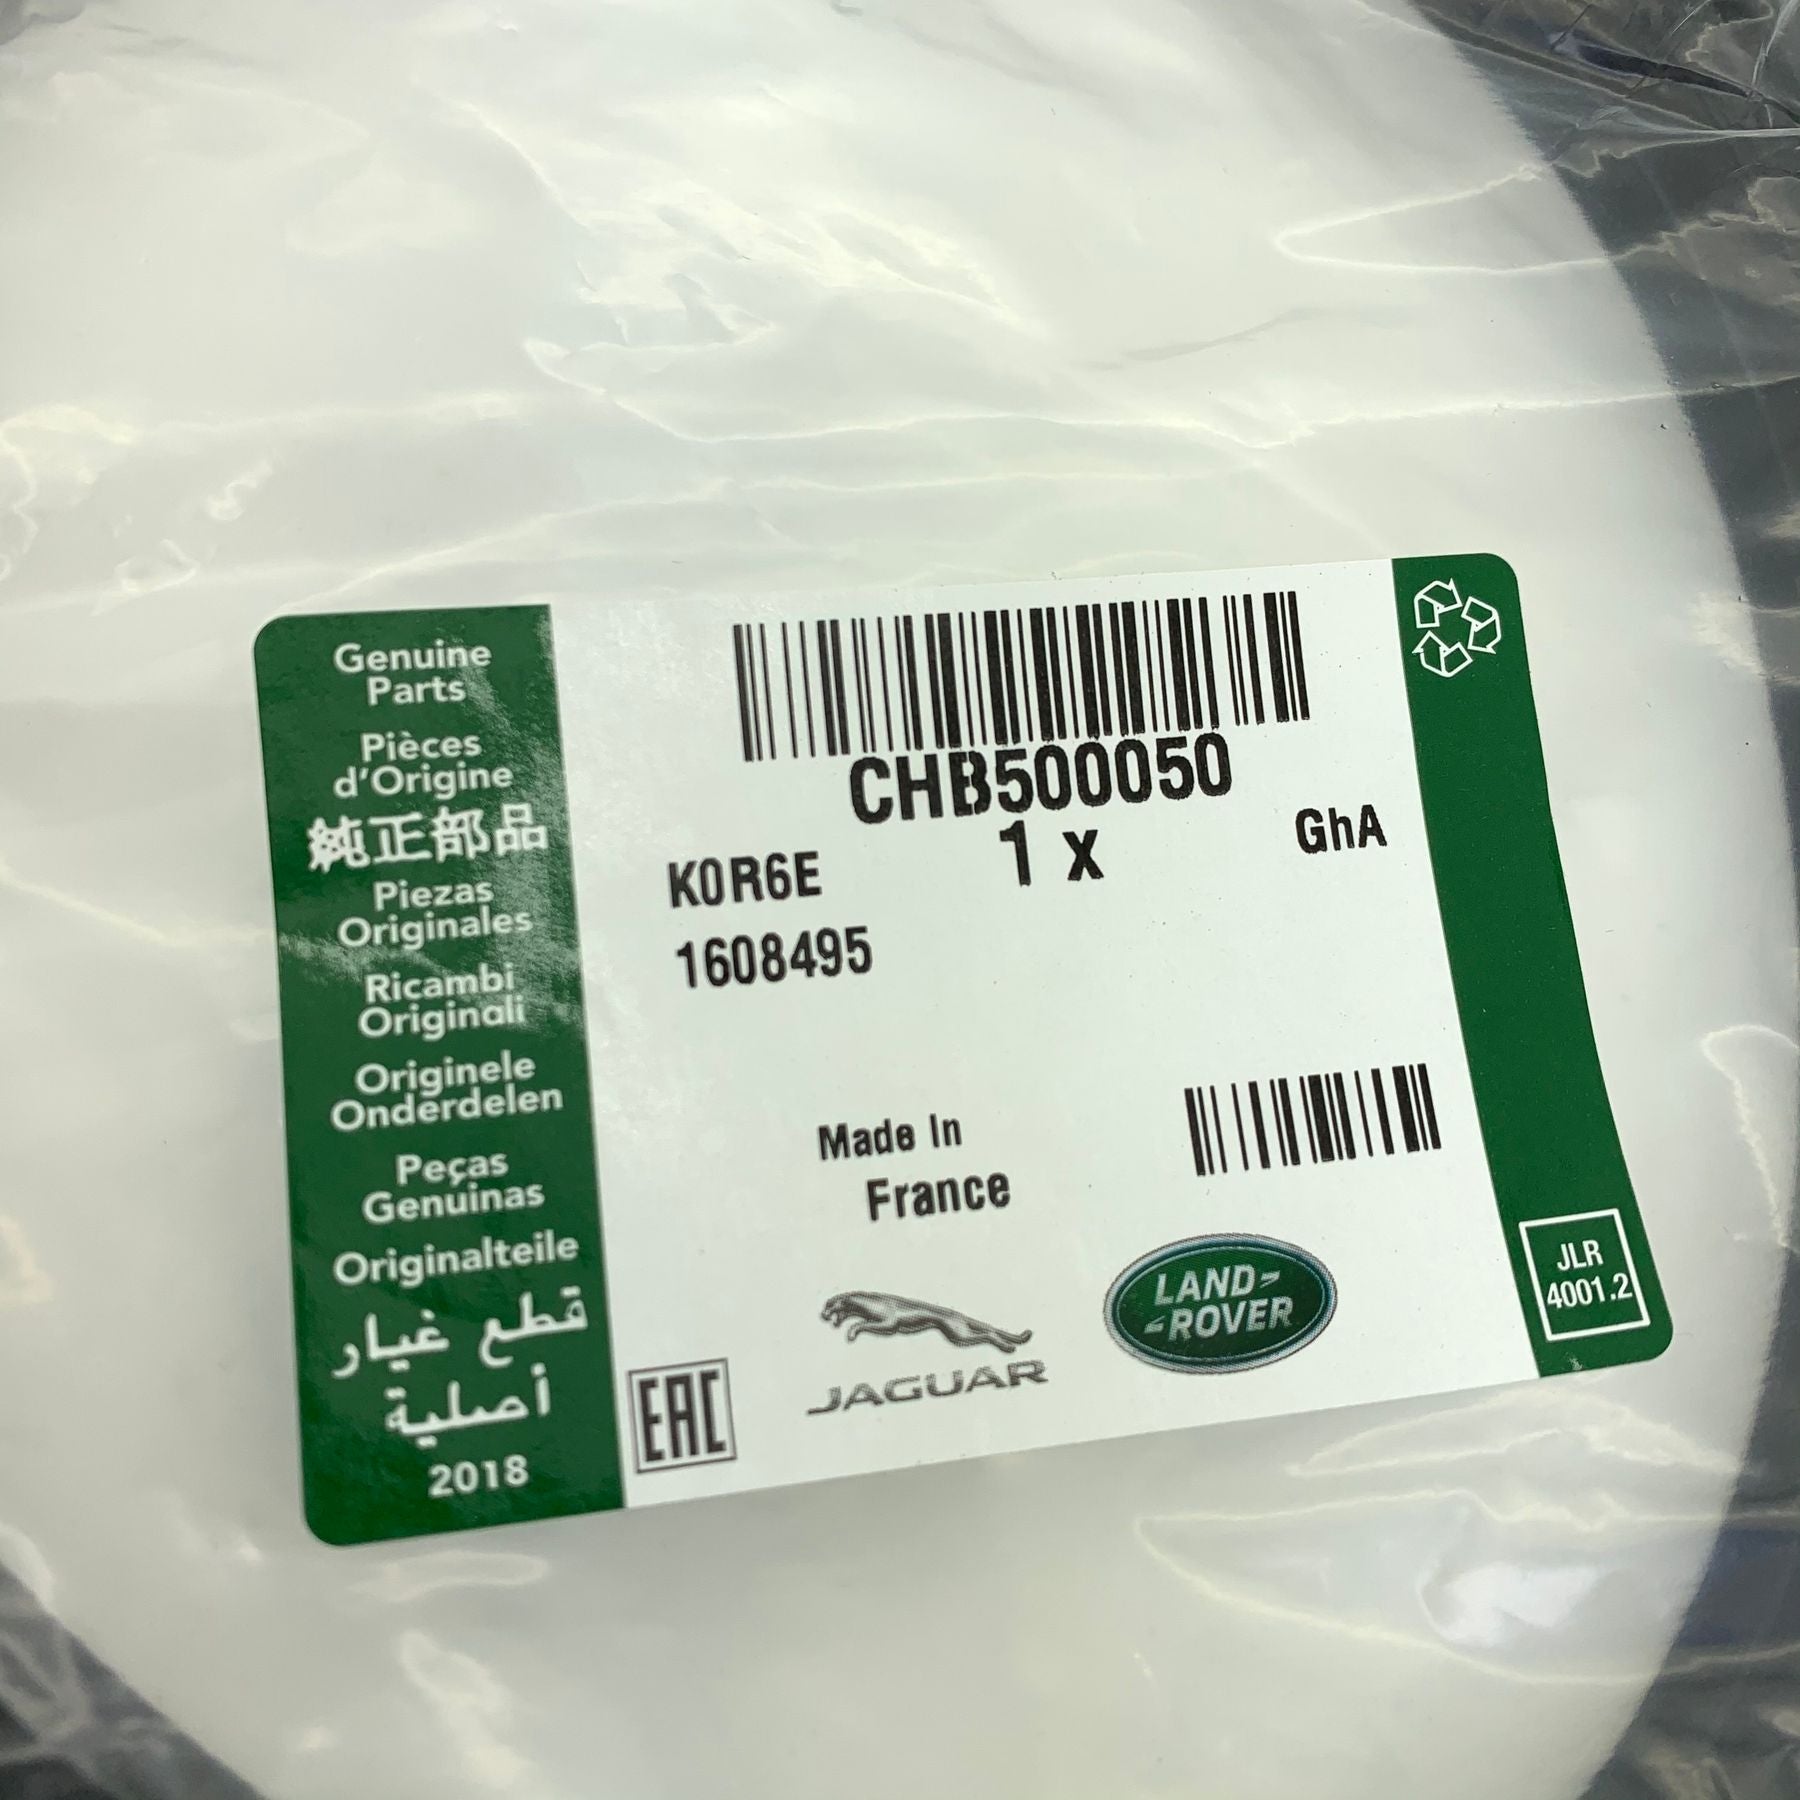 Genuine
Parts
Pièces
d'Origine
純正部品
Piezas
Originales
Ricambi
Originali
Originele
Onderdelen
Peças
Genuinas
Originalteile
قطع غيار
أصلية
2018
CHB500050
1 x
GhA
K0R6E
1608495
Made In
France
EAC
JAGUAR
LAND-
-ROVER
JLR
4001.2